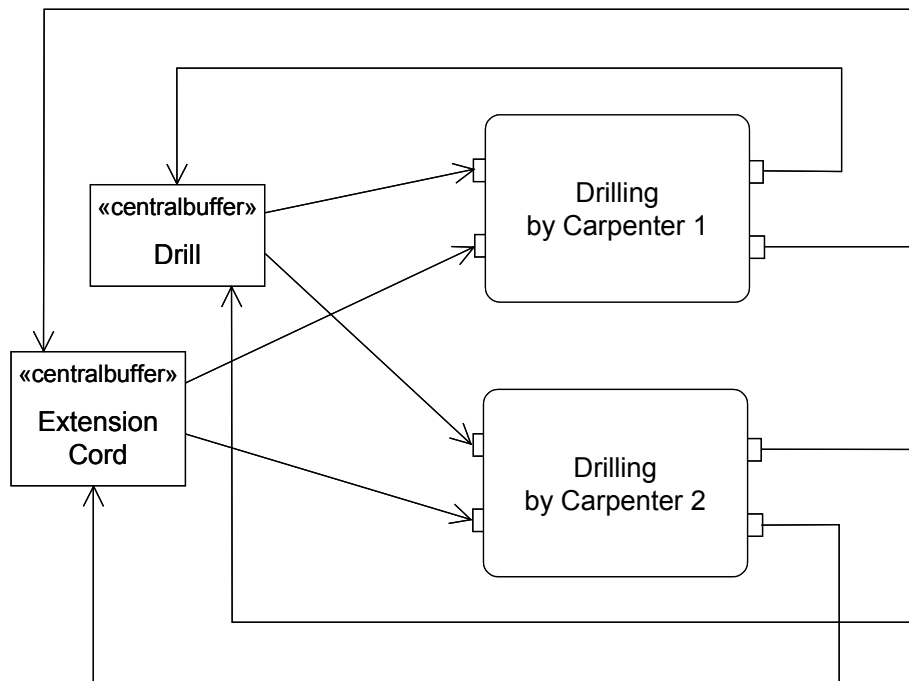 Drilling
by Carpenter 1
«centralbuffer»
Drill
«centralbuffer»
Extension
Cord
Drilling
by Carpenter 2